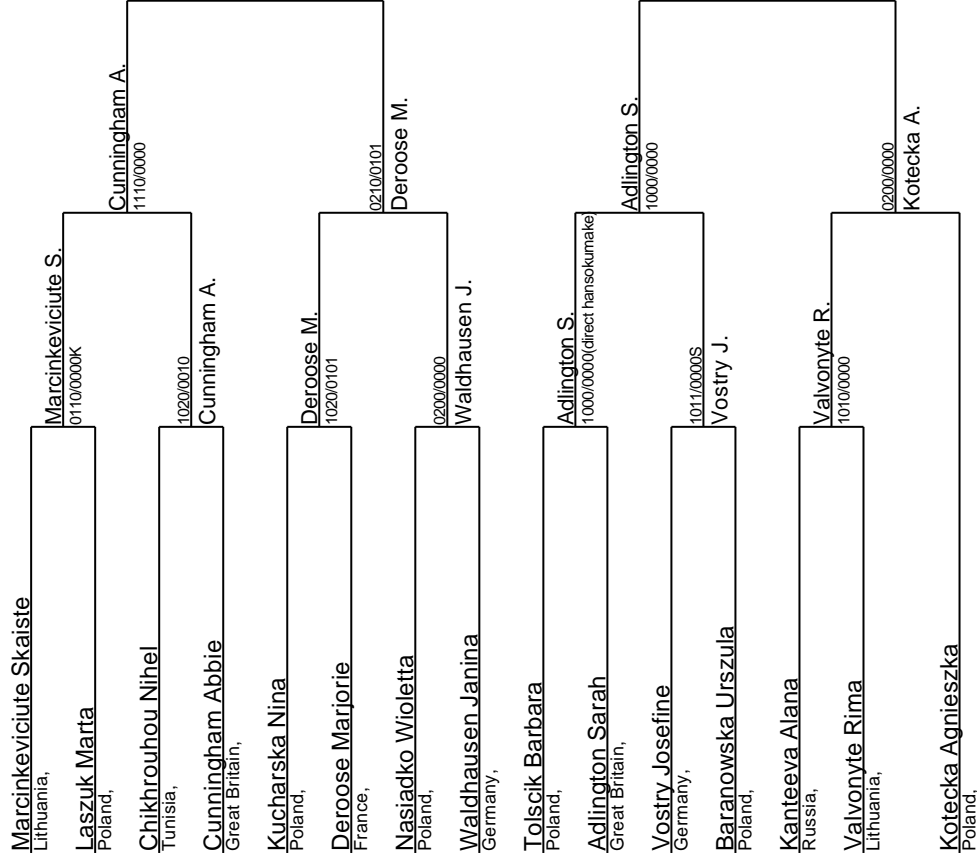 Marcinkeviciute Skaiste
Lithuania,
Laszuk Marta
Poland,
Chikhrouhou Nihel
Tunisia,
Cunningham Abbie
Great Britain,
Kucharska Nina
Poland,
Deroose Marjorie
France,
Nasiadko Wioletta
Poland,
Waldhausen Janina
Germany,
Tolscik Barbara
Poland,
Adlington Sarah
Great Britain,
Vostry Josefine
Germany,
Baranowska Urszula
Poland,
Kanteeva Alana
Russia,
Valvonyte Rima
Lithuania,
Kotecka Agnieszka
Poland,
Marcinkeviciute S.
0110/0000K
1020/0010
Cunningham A.
Deroose M.
1020/0101
0200/0000
Waldhausen J.
Adlington S.
1000/0000(direct hansokumake)
1011/0000S
Vostry J.
Valvonyte R.
1010/0000
Cunningham A.
1110/0000
0210/0101
Deroose M.
Adlington S.
1000/0000
0200/0000
Kotecka A.